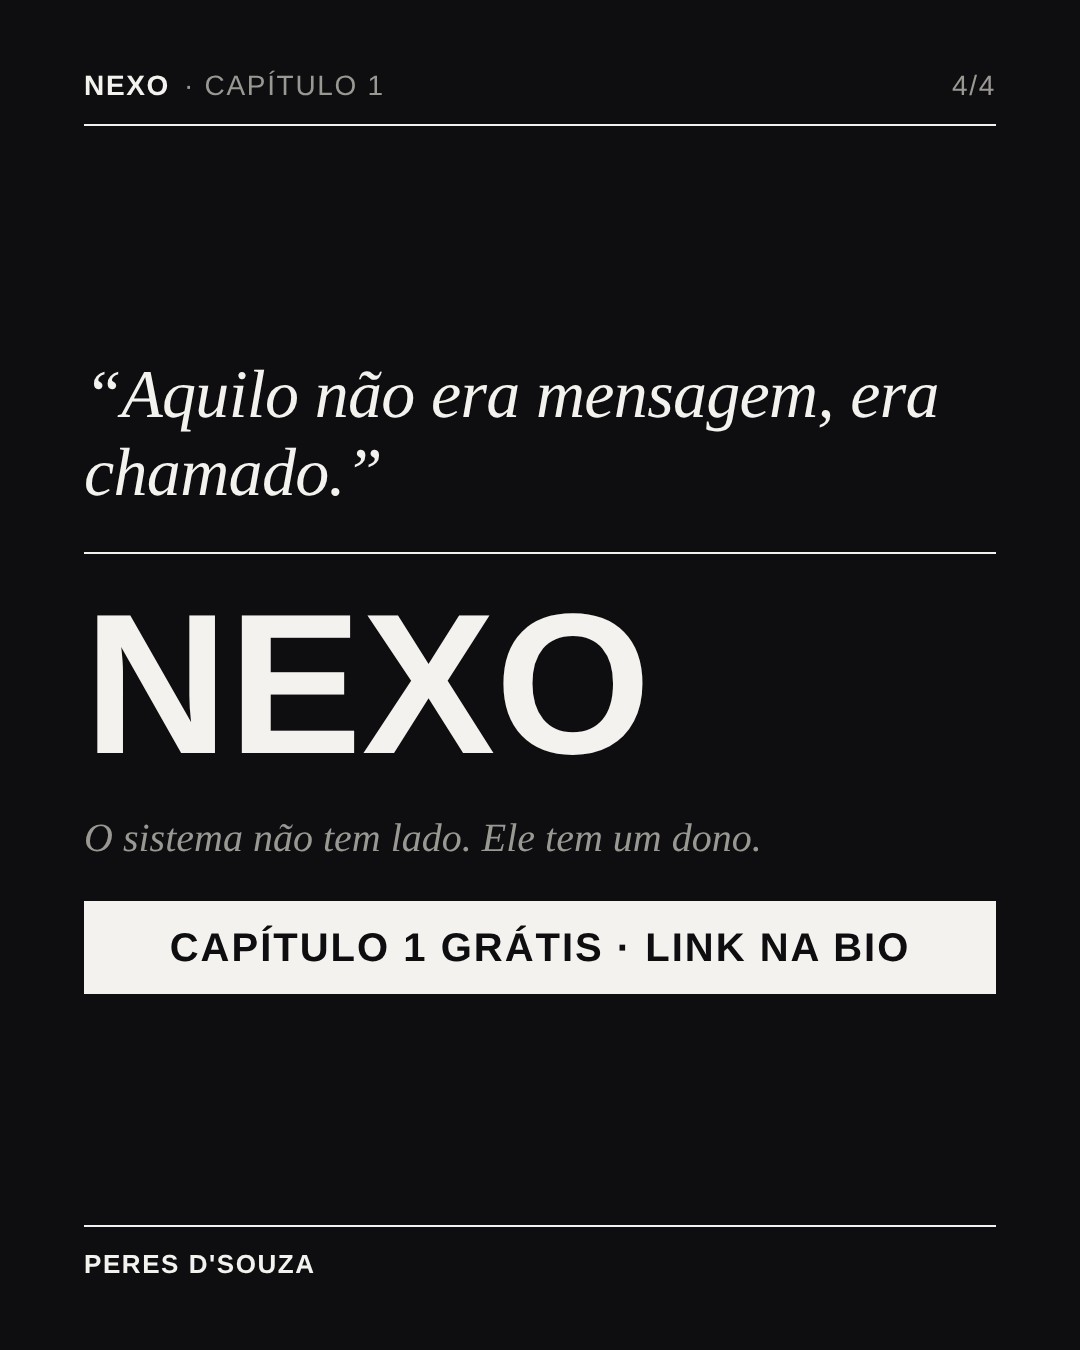 NEXO · CAPÍTULO 1
4/4
“Aquilo não era mensagem, era
chamado.”
NEXO
O sistema não tem lado. Ele tem um dono.
CAPÍTULO 1 GRÁTIS · LINK NA BIO
PERES D'SOUZA